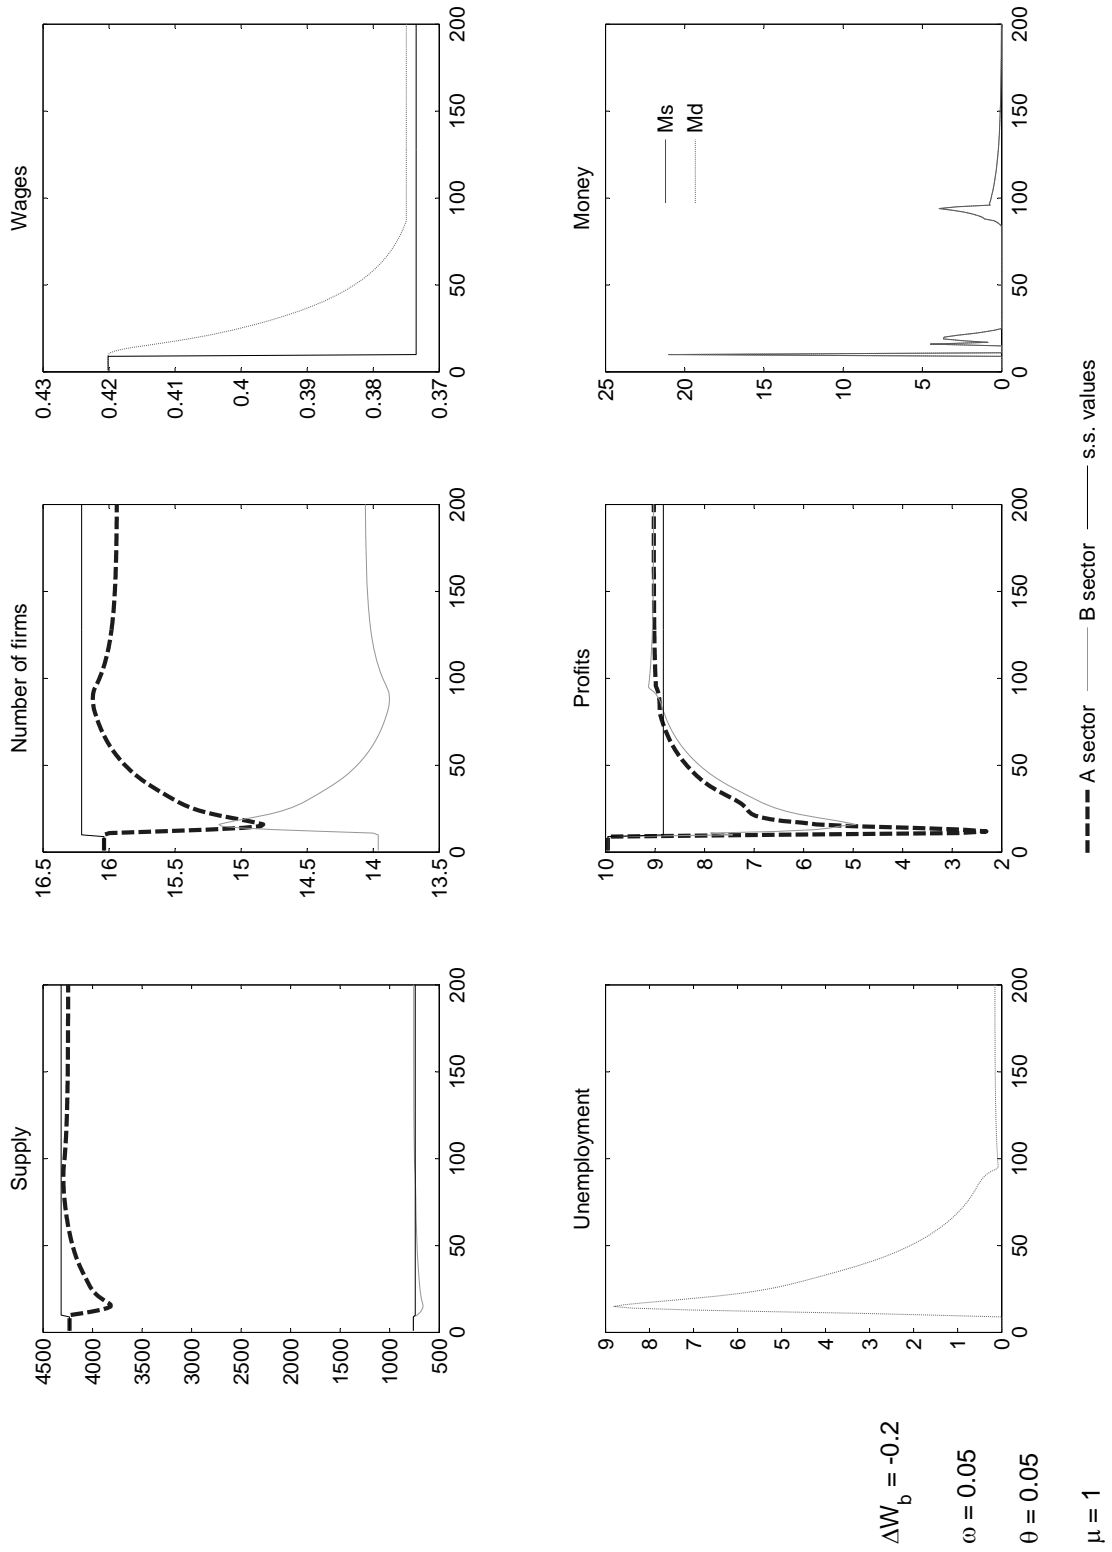 Supply
4500
4000
3500
3000
2500
2000
1500
1000
500
0 50 100 150 200
Number of firms
16.5
16
15.5
15
14.5
14
13.5
0 50 100 150 200
Wages
0.43
0.42
0.41
0.4
0.39
0.38
0.37
0 50 100 150 200
Unemployment
9
8
7
6
5
4
3
2
1
0
0 50 100 150 200
Profits
10
9
8
7
6
5
4
3
2
0 50 100 150 200
Money
25
20
15
10
5
0
0 50 100 150 200
Ms
Md
ΔW_b = -0.2
ω = 0.05
θ = 0.05
μ = 1
A sector B sector s.s. values